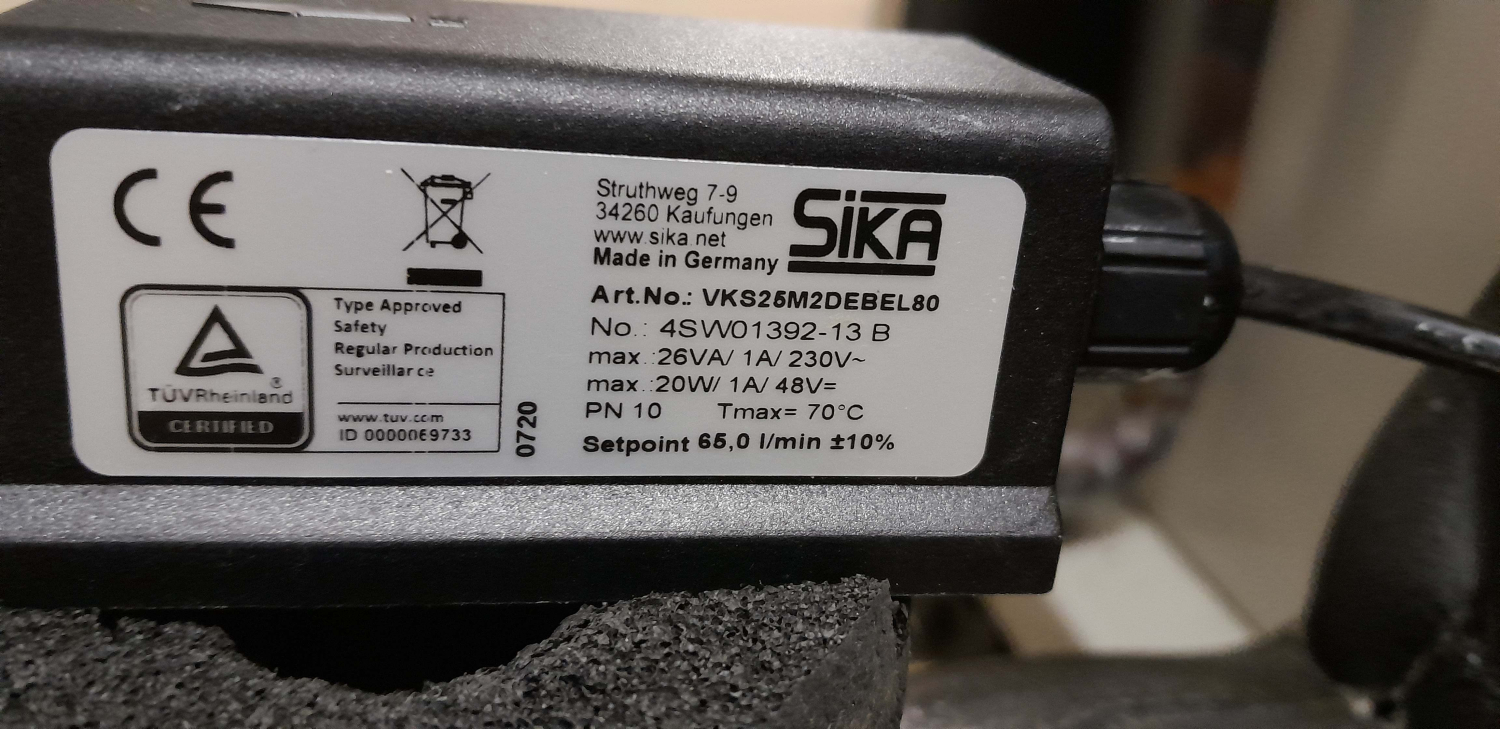 CE
Struthweg 7-9
34260 Kaufungen
www.sika.net
Made in Germany
SiKA
Type Approved
Safety
Regular Production
Surveillance
TÜVRheinland®
CERTIFIED
www.tuv.com
ID 0000069733
0720
Art.No.: VKS25M2DEBEL80
No.: 4SW01392-13 B
max.:26VA/ 1A/ 230V~
max.:20W/ 1A/ 48V=
PN 10 Tmax= 70°C
Setpoint 65,0 l/min ±10%